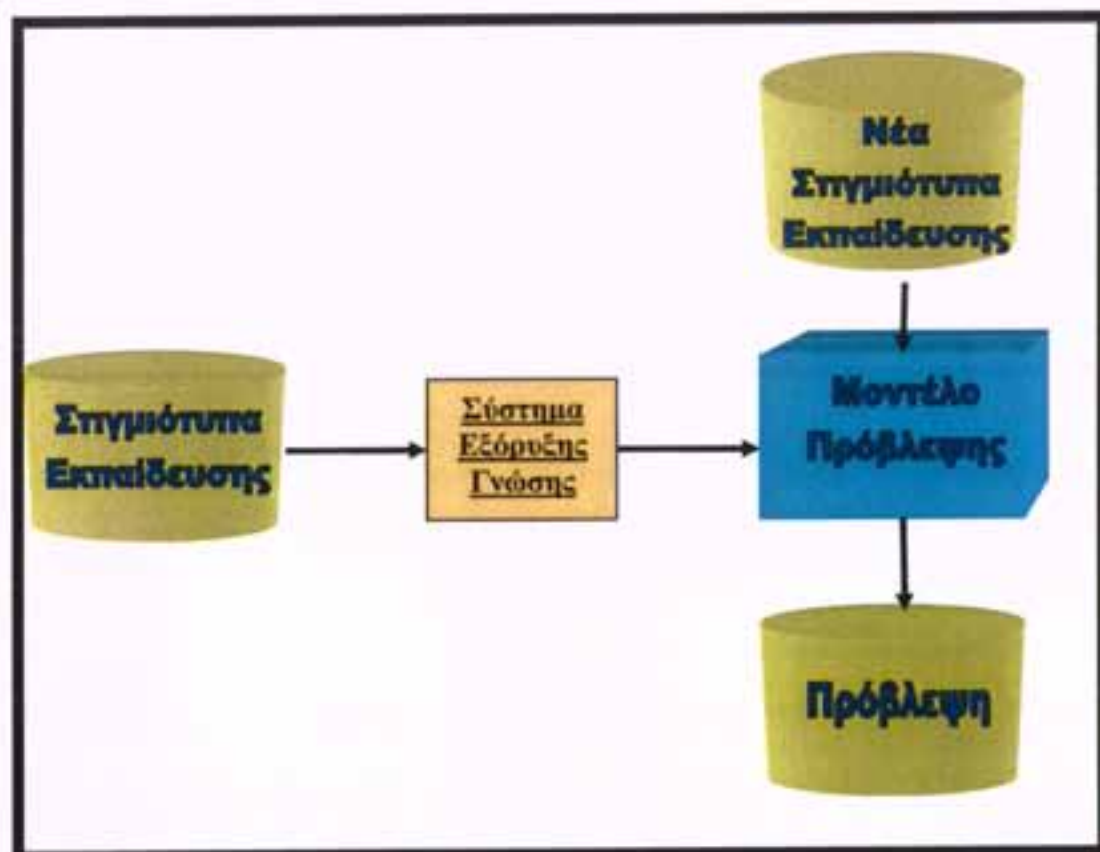 Νέα
Στιγμιότυπα
Εκπαίδευσης
Στιγμιότυπα
Εκπαίδευσης
Σύστημα
Εξόρυξης
Γνώσης
Μοντέλο
Πρόβλεψης
Πρόβλεψη